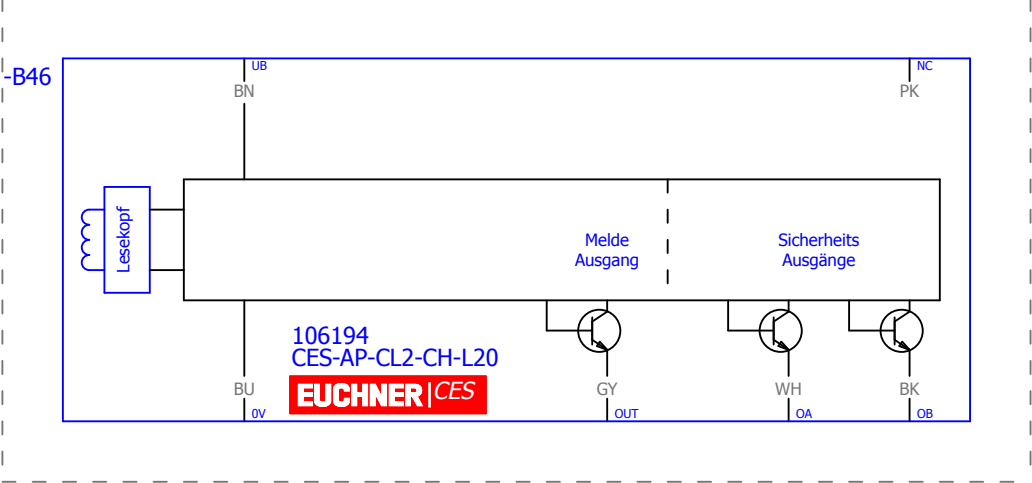 -B46
UB
NC
BN
PK
Lesekopf
Melde
Ausgang
Sicherheits
Ausgänge
106194
CES-AP-CL2-CH-L20
EUCHNER|CES
BU
GY
WH
BK
0V
OUT
OA
OB